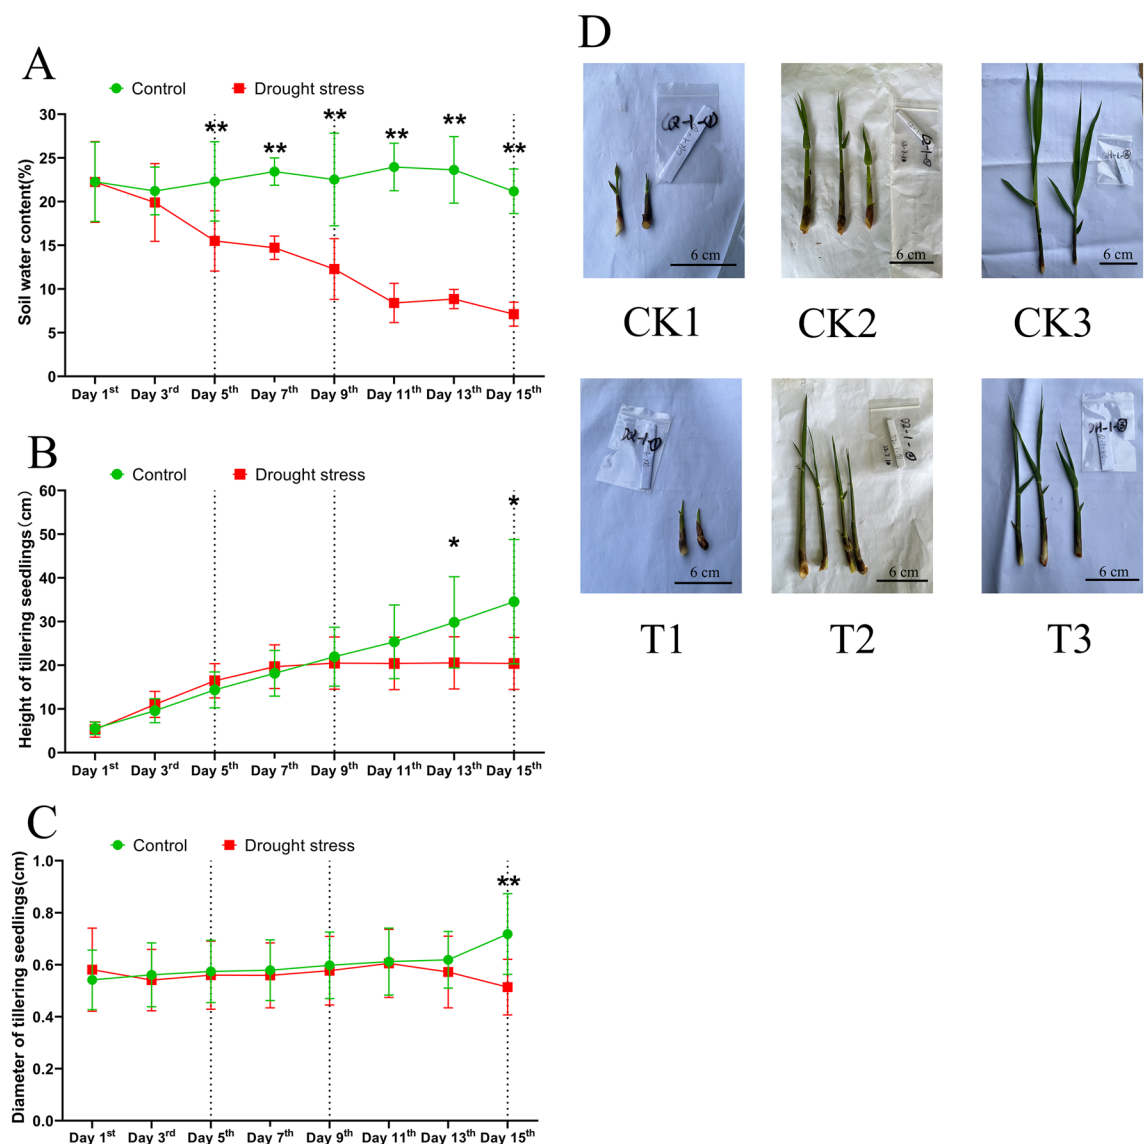 A
Control
Drought stress
Soil water content(%)
30
25
20
15
10
5
0
**
**
**
**
**
**
Day 1st
Day 3rd
Day 5th
Day 7th
Day 9th
Day 11th
Day 13th
Day 15th
B
Control
Drought stress
Height of tillering seedlings(cm)
60
50
40
30
20
10
0
*
*
Day 1st
Day 3rd
Day 5th
Day 7th
Day 9th
Day 11th
Day 13th
Day 15th
C
Control
Drought stress
Diameter of tillering seedlings(cm)
1.0
0.8
0.6
0.4
0.2
0.0
**
Day 1st
Day 3rd
Day 5th
Day 7th
Day 9th
Day 11th
Day 13th
Day 15th
D
6 cm
6 cm
6 cm
CK1
CK2
CK3
6 cm
6 cm
6 cm
T1
T2
T3